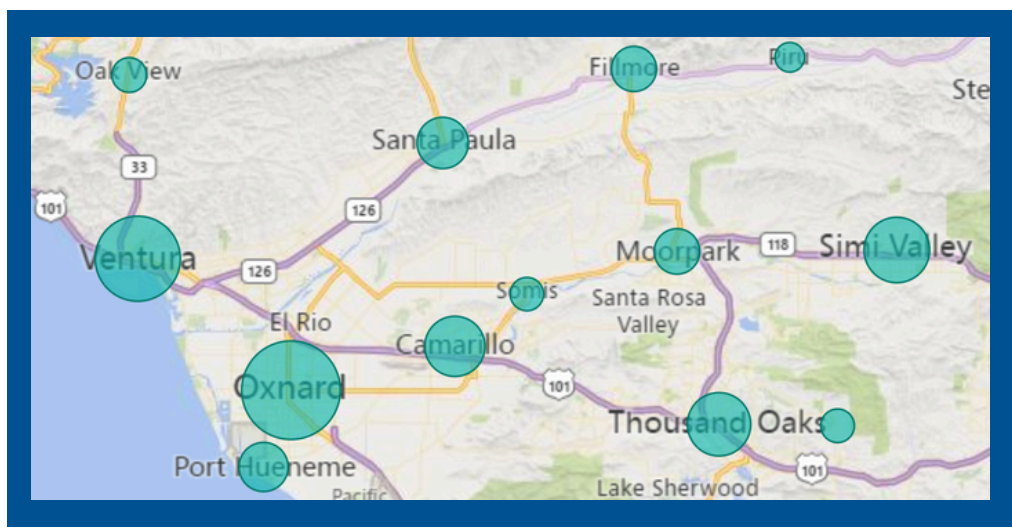 Oak View
Fillmore
Piru
Ste
Santa Paula
33
101
126
Ventura
126
Moorpark
118
Simi Valley
Somis
Santa Rosa
Valley
El Rio
Camarillo
Oxnard
101
Thousand Oaks
Port Hueneme
101
Lake Sherwood
Pacific